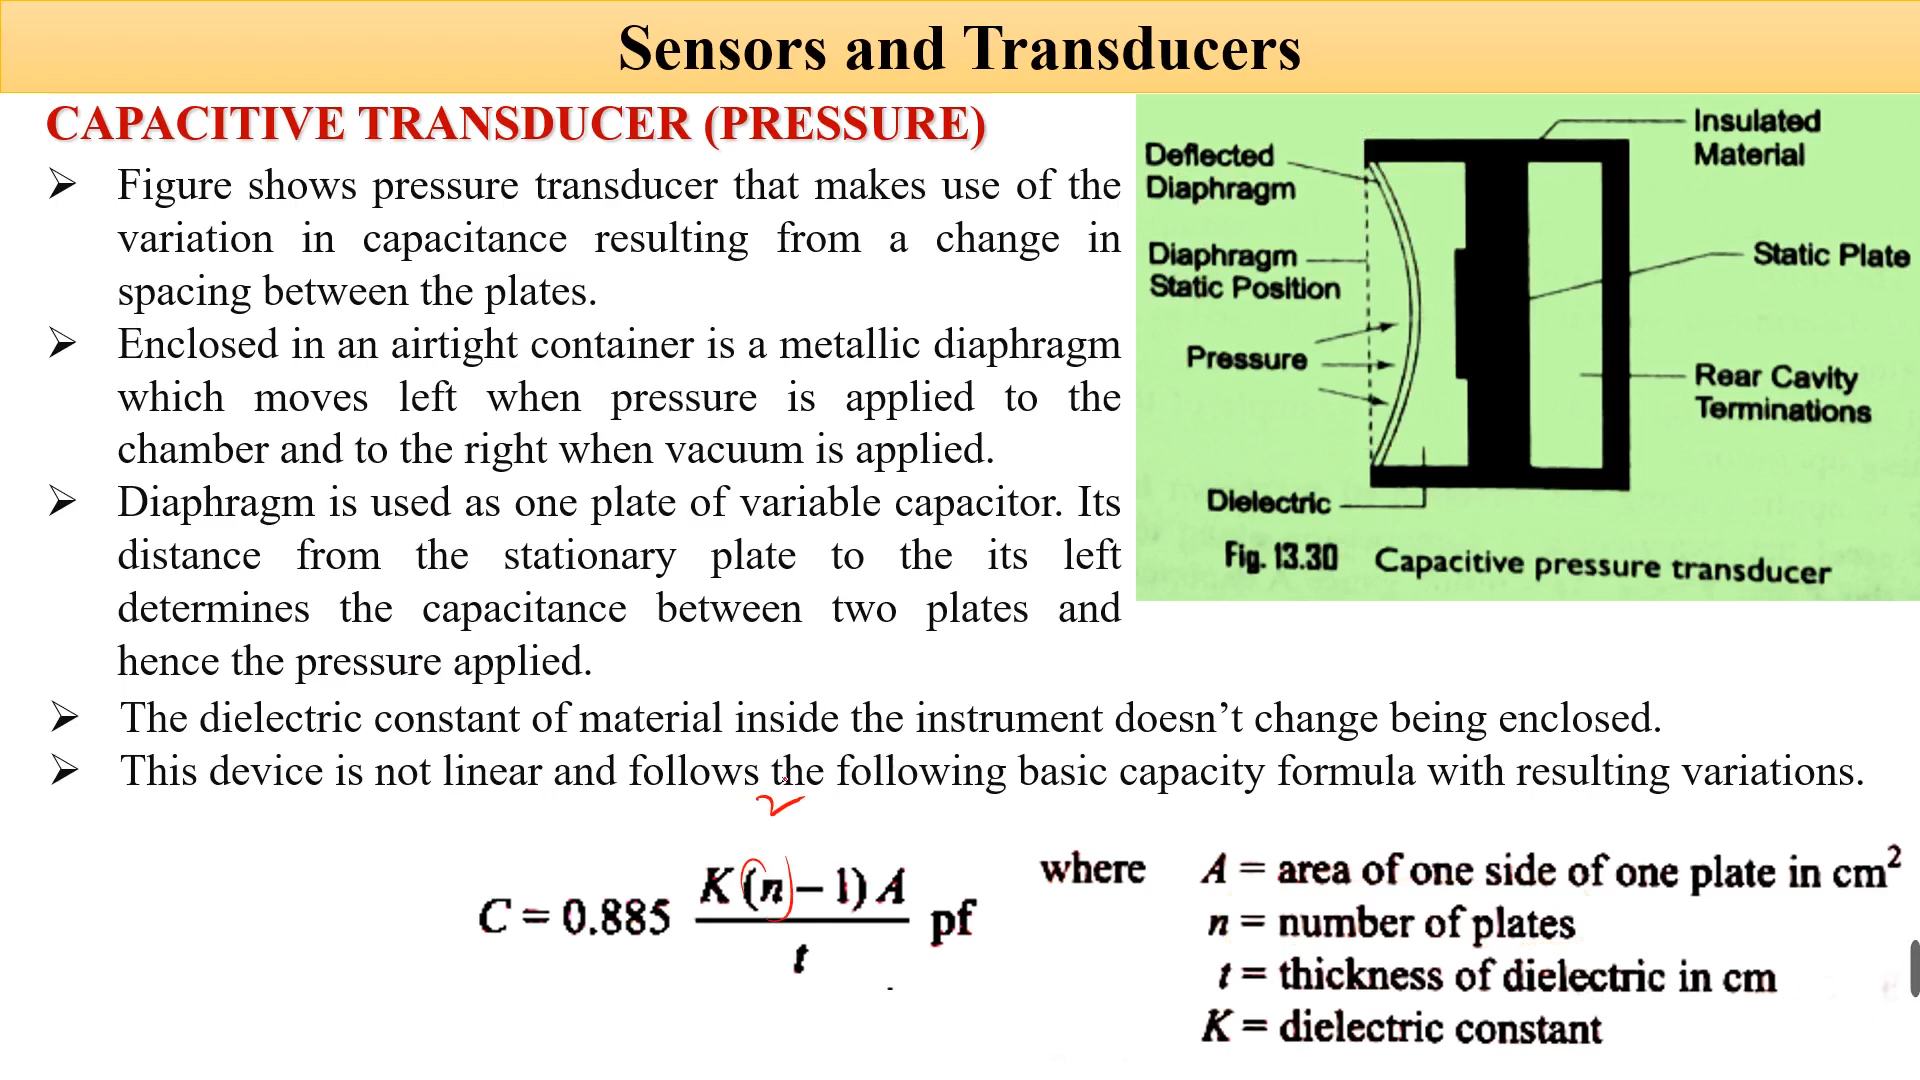 Sensors and Transducers
CAPACITIVE TRANSDUCER (PRESSURE)
➢ Figure shows pressure transducer that makes use of the
variation in capacitance resulting from a change in
spacing between the plates.
➢ Enclosed in an airtight container is a metallic diaphragm
which moves left when pressure is applied to the
chamber and to the right when vacuum is applied.
➢ Diaphragm is used as one plate of variable capacitor. Its
distance from the stationary plate to the its left
determines the capacitance between two plates and
hence the pressure applied.
➢ The dielectric constant of material inside the instrument doesn’t change being enclosed.
➢ This device is not linear and follows the following basic capacity formula with resulting variations.
Insulated
Material
Deflected
Diaphragm
Diaphragm
Static Position
Static Plate
Pressure
Rear Cavity
Terminations
Dielectric
Fig. 13.30 Capacitive pressure transducer
2
C = 0.885 K (n – 1) A / t pf
where A = area of one side of one plate in cm²
n = number of plates
t = thickness of dielectric in cm
K = dielectric constant